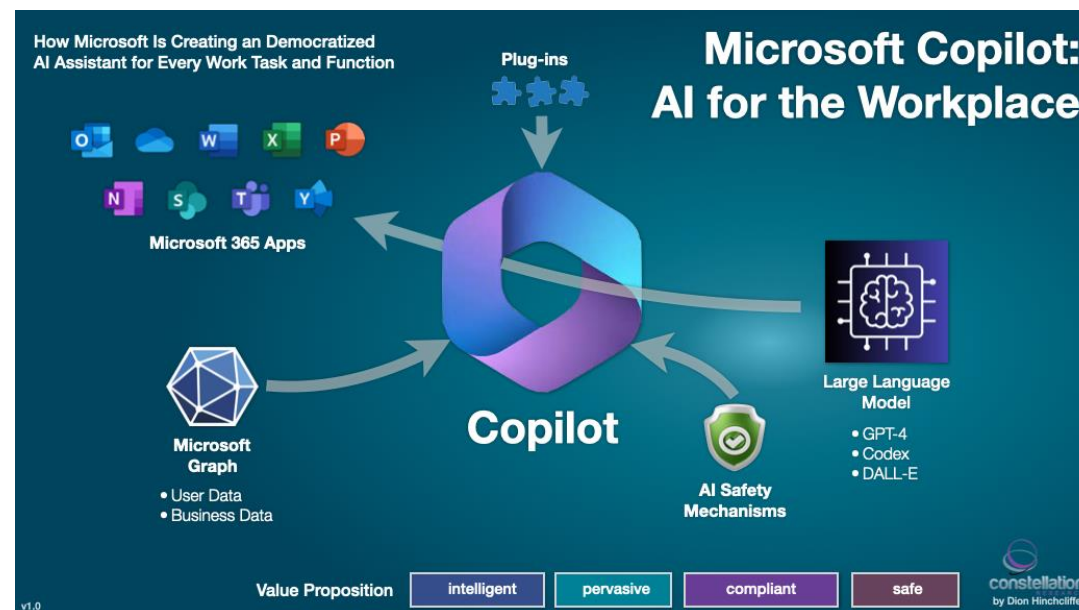 How Microsoft Is Creating an Democratized
AI Assistant for Every Work Task and Function
Microsoft Copilot:
AI for the Workplace
Plug-ins
O
W
X
P
N
S
T
Y
Microsoft 365 Apps
Microsoft
Graph
• User Data
• Business Data
Copilot
Large Language
Model
• GPT-4
• Codex
• DALL-E
AI Safety
Mechanisms
Value Proposition
intelligent
pervasive
compliant
safe
constellation
RESEARCH
by Dion Hinchcliffe
v1.0